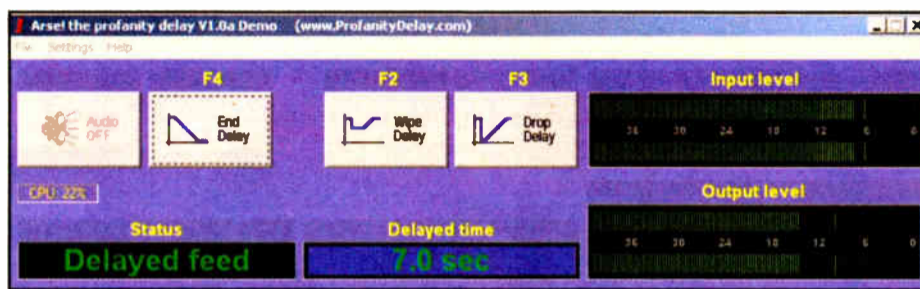 Arse! the profanity delay V1.0a Demo (www.ProfanityDelay.com)
File Settings Help
F4 F2 F3 Input level
Audio OFF
End Delay
Wipe Delay
Drop Delay
36 30 24 18 12 6
CPU: 22%
Output level
Status Delayed time
36 30 24 18 12 6 0
Delayed feed 7.0 sec